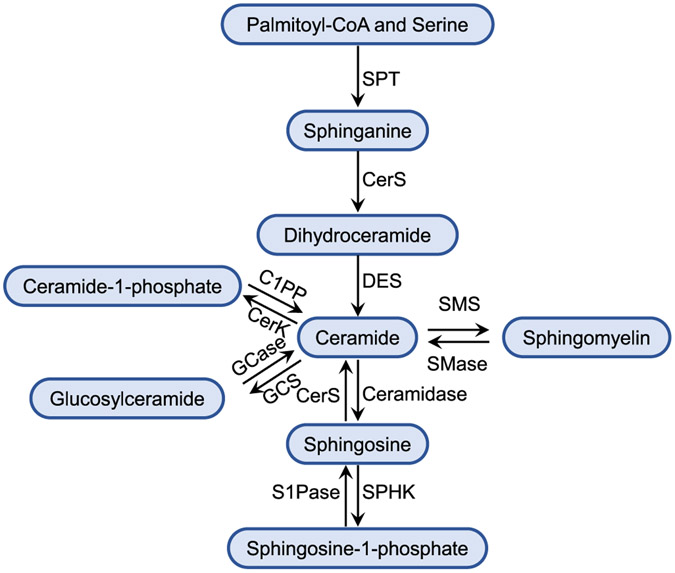 Palmitoyl-CoA and Serine
SPT
Sphinganine
CerS
Dihydroceramide
DES
Ceramide-1-phosphate
C1PP
CerK
Ceramide
SMS
SMase
Sphingomyelin
GCase
GCS
Glucosylceramide
CerS
Ceramidase
Sphingosine
S1Pase
SPHK
Sphingosine-1-phosphate